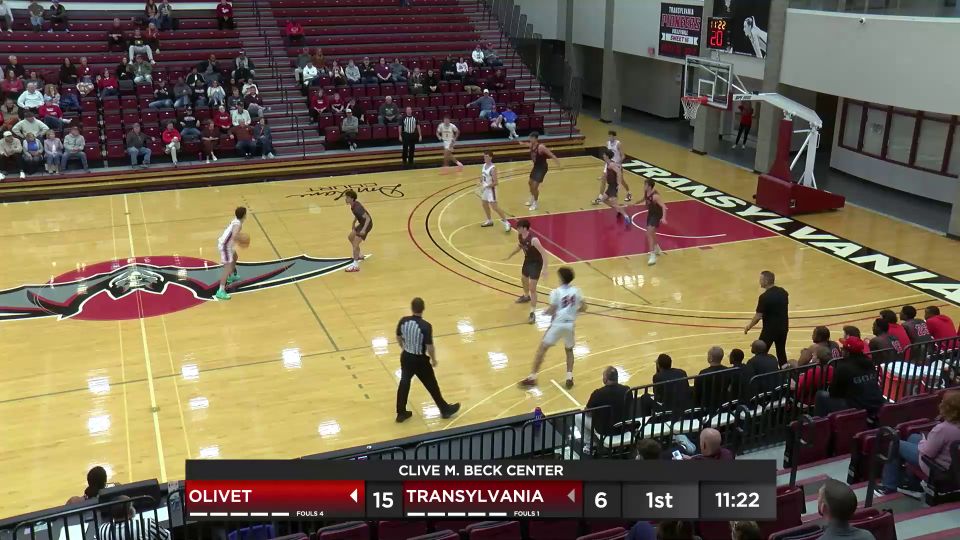 TRANSYLVANIA
PIONEERS
11:22
20
TRANSYLVANIA
CLIVE M. BECK CENTER
OLIVET 15 TRANSYLVANIA 6 1st 11:22
FOULS 4 FOULS 1